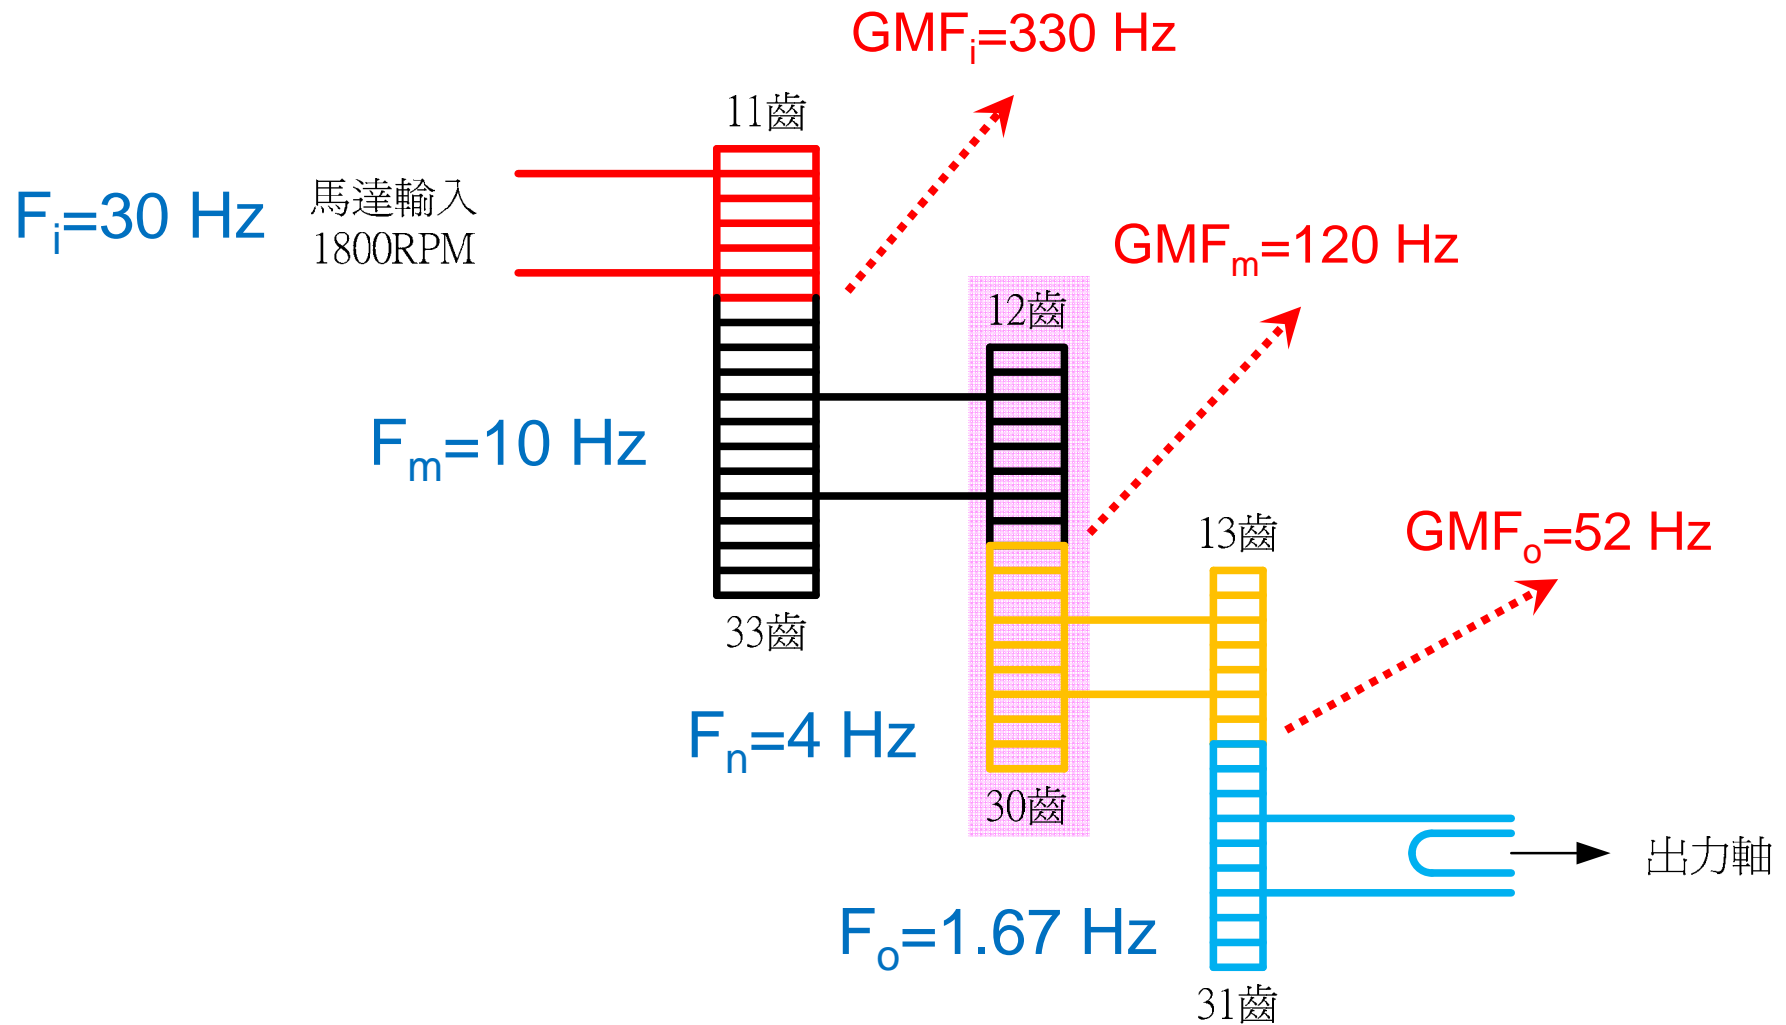 GMFi=330 Hz
11齒
Fi=30 Hz
馬達輸入
1800RPM
GMFm=120 Hz
12齒
Fm=10 Hz
13齒
GMFo=52 Hz
33齒
Fn=4 Hz
30齒
出力軸
Fo=1.67 Hz
31齒